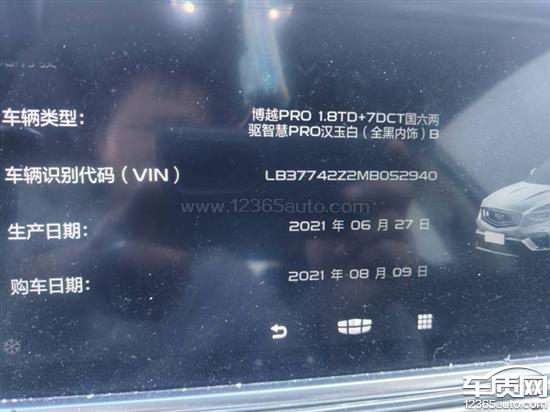 车辆类型：
博越PRO 1.8TD+7DCT国六两
驱智慧PRO汉玉白（全黑内饰）B
车辆识别代码（VIN）
LB37742Z2MB052940
www.12365auto.com
生产日期：
2021 年 06 月 27 日
购车日期：
2021 年 08 月 09 日
车质网
12365auto.com